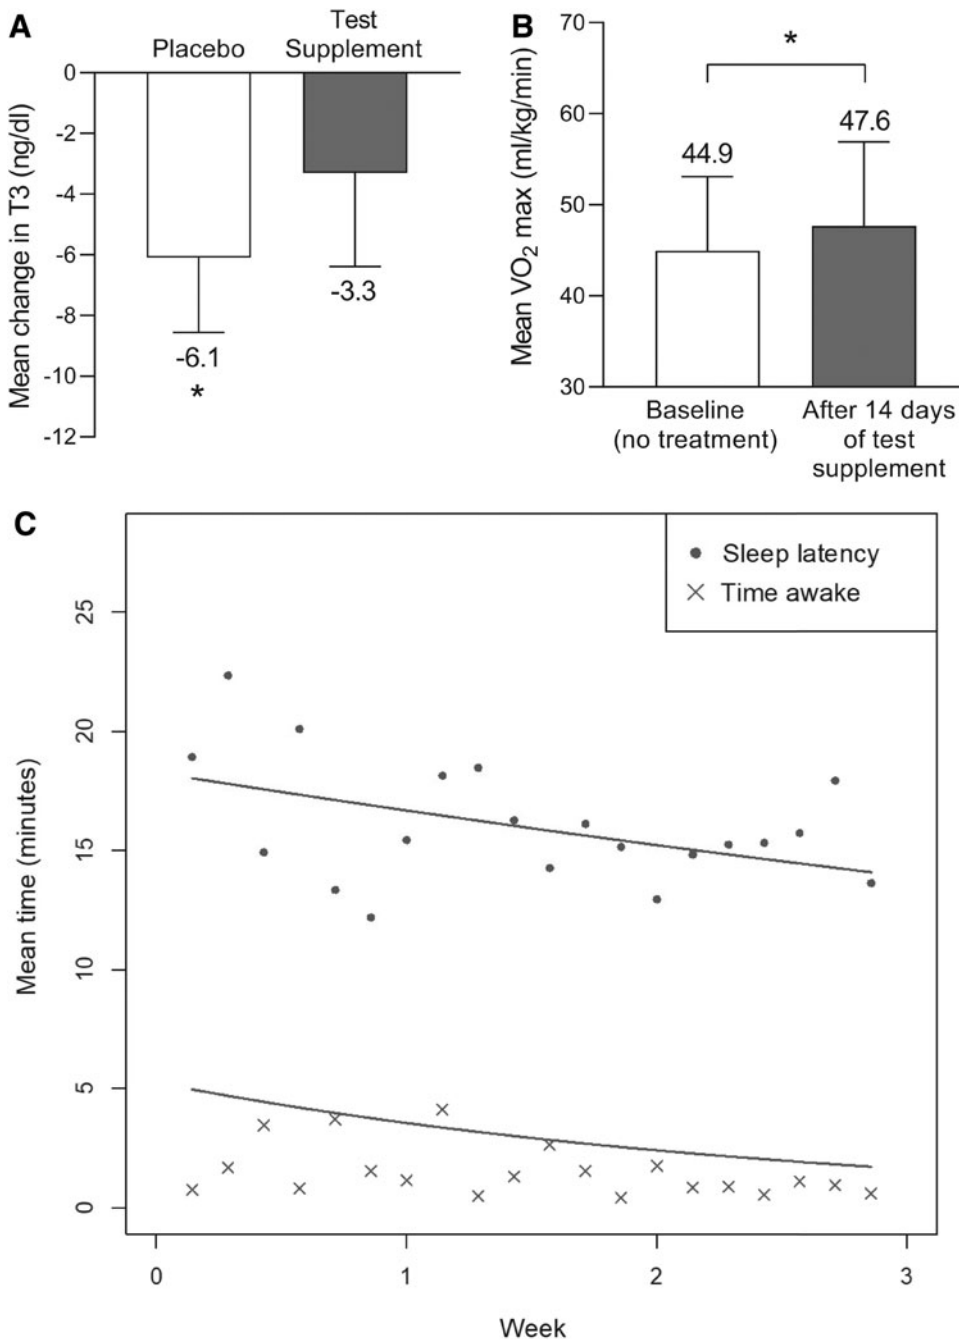 A
Placebo
Test
Supplement
Mean change in T3 (ng/dl)
0
-2
-4
-6
-8
-10
-12
-6.1
*
-3.3
B
Mean VO2 max (ml/kg/min)
70
60
50
40
30
*
44.9
47.6
Baseline
(no treatment)
After 14 days
of test
supplement
C
Sleep latency
Time awake
Mean time (minutes)
25
20
15
10
5
0
0
1
2
3
Week